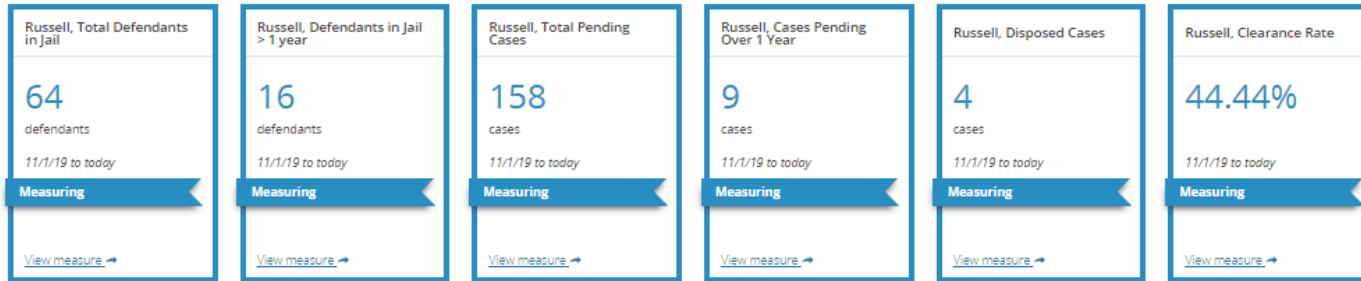 Russell, Total Defendants
in Jail
64
defendants
11/1/19 to today
Measuring
View measure
Russell, Defendants in Jail
> 1 year
16
defendants
11/1/19 to today
Measuring
View measure
Russell, Total Pending
Cases
158
cases
11/1/19 to today
Measuring
View measure
Russell, Cases Pending
Over 1 Year
9
cases
11/1/19 to today
Measuring
View measure
Russell, Disposed Cases
4
cases
11/1/19 to today
Measuring
View measure
Russell, Clearance Rate
44.44%
11/1/19 to today
Measuring
View measure